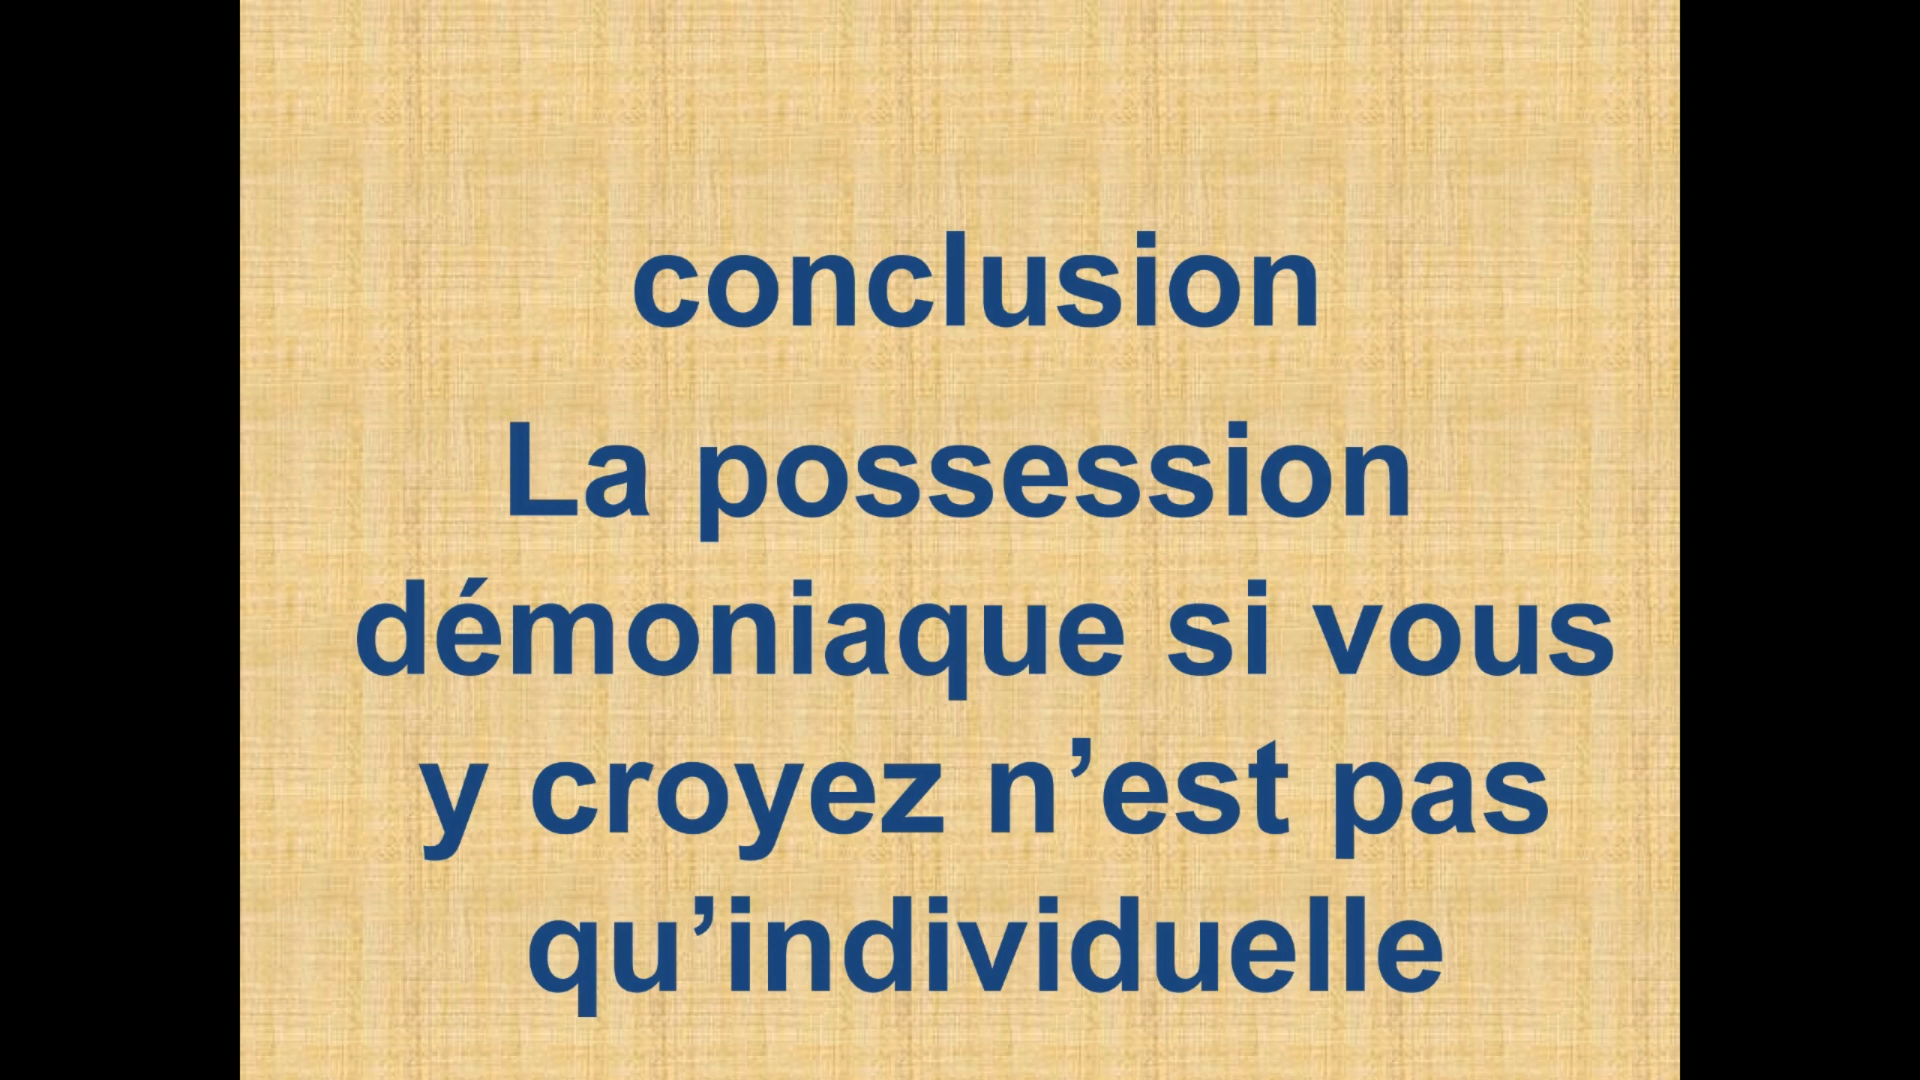 conclusion
La possession
démoniaque si vous
y croyez n’est pas
qu’individuelle